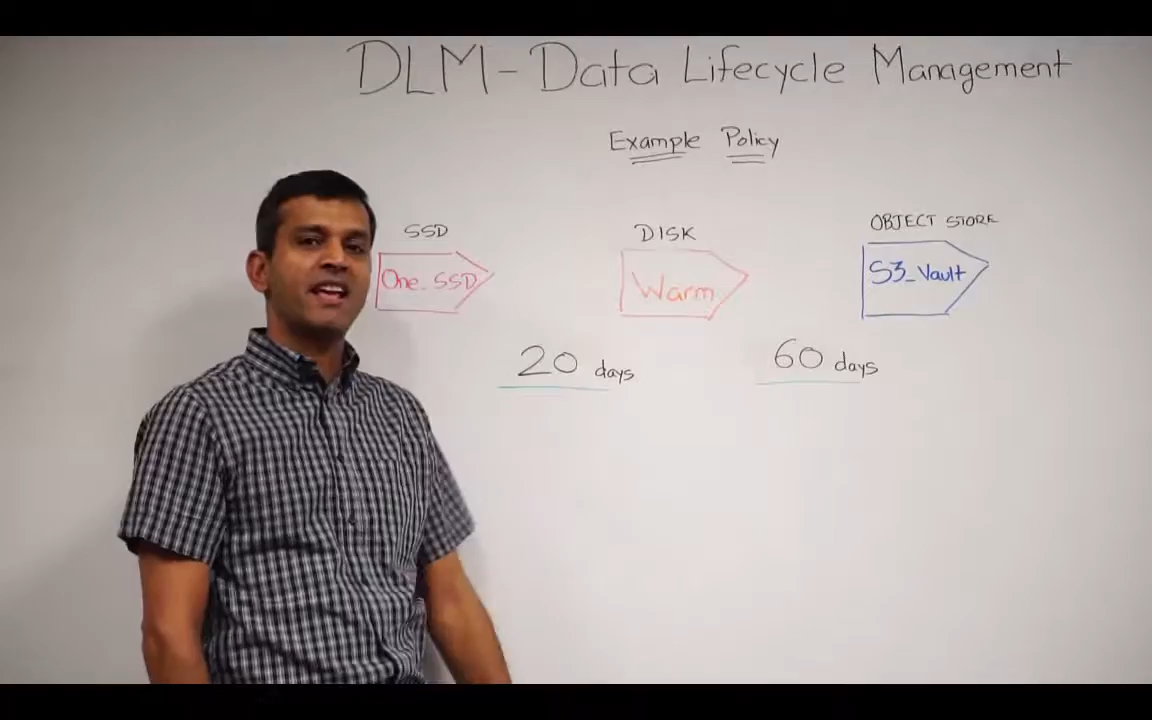 DLM - Data Lifecycle Management
Example Policy
SSD DISK OBJECT STORE
One_SSD Warm S3_Vault
20 days 60 days